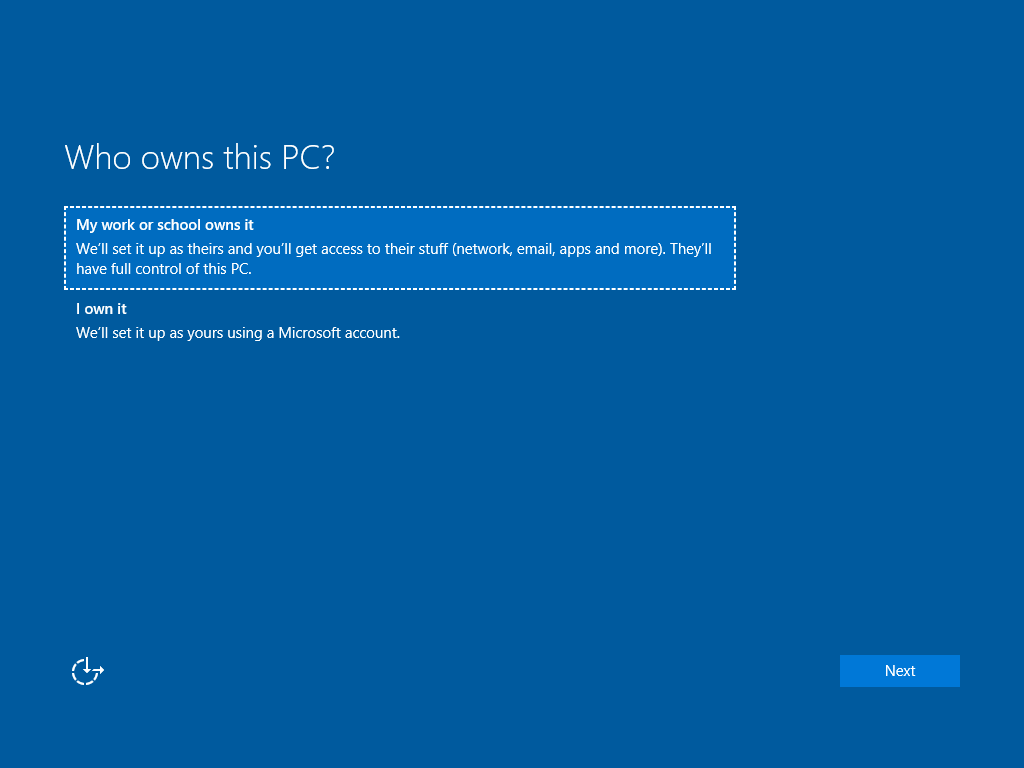 Who owns this PC?
My work or school owns it
We’ll set it up as theirs and you’ll get access to their stuff (network, email, apps and more). They’ll
have full control of this PC.
I own it
We’ll set it up as yours using a Microsoft account.
Next